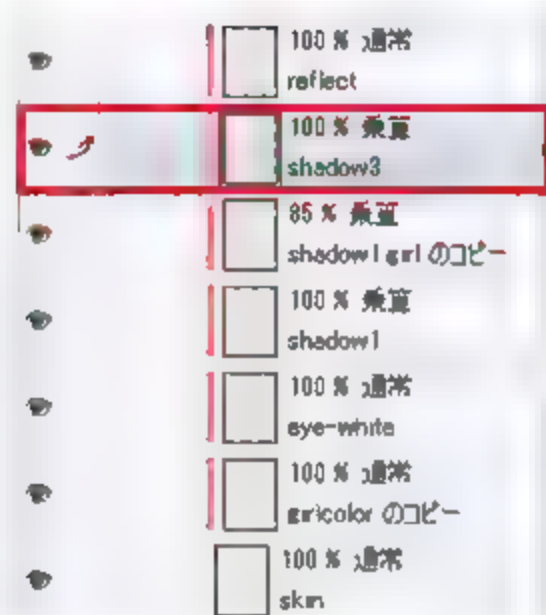 100 % 通常
reflect
100 % 乗算
shadow3
85 % 乗算
shadow1 girl のコピー
100 % 乗算
shadow1
100 % 通常
eye-white
100 % 通常
girlcolor のコピー
100 % 通常
skin